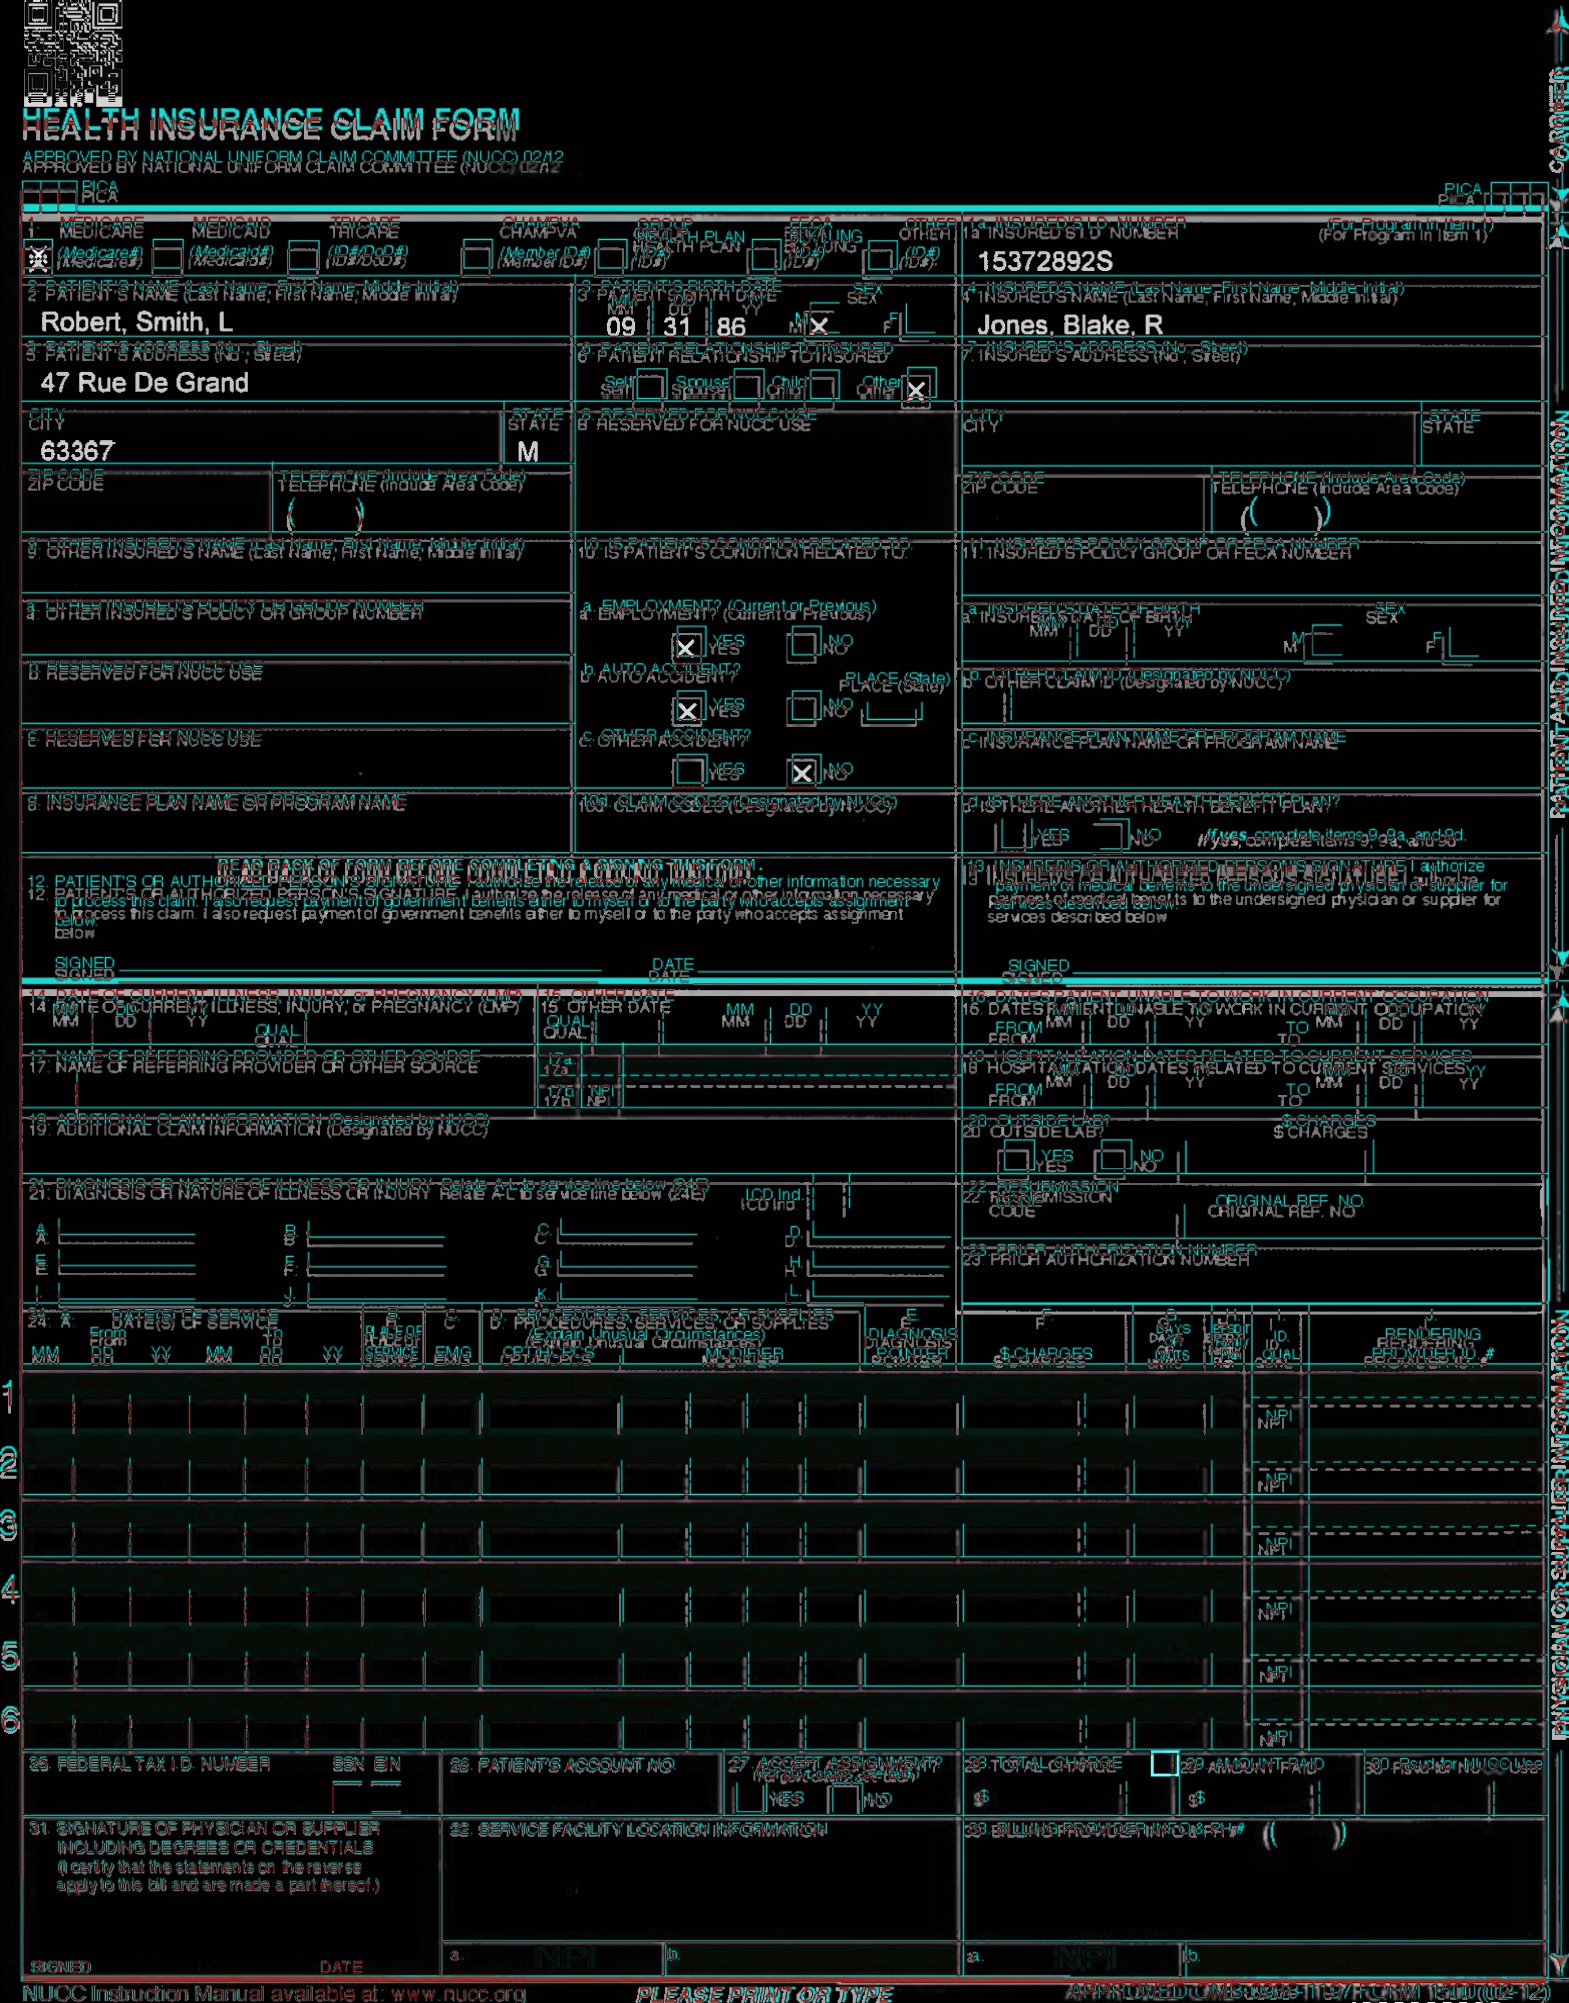 HEALTH INSURANCE CLAIM FORM
APPROVED BY NATIONAL UNIFORM CLAIM COMMITTEE (NUCC) 02/12
PICA PICA
1. MEDICARE MEDICAID TRICARE CHAMPVA GROUP HEALTH PLAN FECA BLK LUNG OTHER 1a. INSURED'S I.D. NUMBER (For Program in Item 1)
(Medicare#) (Medicaid#) (ID#/DoD#) (Member ID#) (ID#) (ID#) (ID#) 15372892S
2. PATIENT'S NAME (Last Name, First Name, Middle Initial) 3. PATIENT'S BIRTH DATE SEX 4. INSURED'S NAME (Last Name, First Name, Middle Initial)
MM DD YY
Robert, Smith, L 09 31 86 M X F Jones, Blake, R
5. PATIENT'S ADDRESS (No., Street) 6. PATIENT RELATIONSHIP TO INSURED 7. INSURED'S ADDRESS (No., Street)
47 Rue De Grand Self Spouse Child Other X
CITY STATE 8. RESERVED FOR NUCC USE CITY STATE
63367 M
ZIP CODE TELEPHONE (Include Area Code) ZIP CODE TELEPHONE (Include Area Code)
( ) ( )
9. OTHER INSURED'S NAME (Last Name, First Name, Middle Initial) 10. IS PATIENT'S CONDITION RELATED TO: 11. INSURED'S POLICY GROUP OR FECA NUMBER
a. OTHER INSURED'S POLICY OR GROUP NUMBER a. EMPLOYMENT? (Current or Previous) a. INSURED'S DATE OF BIRTH SEX
MM DD YY
X YES NO M F
b. RESERVED FOR NUCC USE b. AUTO ACCIDENT? PLACE (State) b. OTHER CLAIM ID (Designated by NUCC)
X YES NO
c. RESERVED FOR NUCC USE c. OTHER ACCIDENT? c. INSURANCE PLAN NAME OR PROGRAM NAME
YES X NO
d. INSURANCE PLAN NAME OR PROGRAM NAME 10d. CLAIM CODES (Designated by NUCC) d. IS THERE ANOTHER HEALTH BENEFIT PLAN?
YES NO If yes, complete items 9, 9a, and 9d.
READ BACK OF FORM BEFORE COMPLETING & SIGNING THIS FORM.
12. PATIENT'S OR AUTHORIZED PERSON'S SIGNATURE I authorize the release of any medical or other information necessary
to process this claim. I also request payment of government benefits either to myself or to the party who accepts assignment
below.
13. INSURED'S OR AUTHORIZED PERSON'S SIGNATURE I authorize
payment of medical benefits to the undersigned physician or supplier for
services described below.
SIGNED DATE SIGNED
14. DATE OF CURRENT ILLNESS, INJURY, or PREGNANCY (LMP) 15. OTHER DATE 16. DATES PATIENT UNABLE TO WORK IN CURRENT OCCUPATION
MM DD YY QUAL. QUAL. MM DD YY FROM MM DD YY TO MM DD YY
17. NAME OF REFERRING PROVIDER OR OTHER SOURCE 17a. 18. HOSPITALIZATION DATES RELATED TO CURRENT SERVICES
17b. NPI FROM MM DD YY TO MM DD YY
19. ADDITIONAL CLAIM INFORMATION (Designated by NUCC) 20. OUTSIDE LAB? $ CHARGES
YES NO
21. DIAGNOSIS OR NATURE OF ILLNESS OR INJURY Relate A-L to service line below (24E) ICD Ind. 22. RESUBMISSION CODE ORIGINAL REF. NO.
A. B. C. D.
E. F. G. H. 23. PRIOR AUTHORIZATION NUMBER
I. J. K. L.
24. A. DATE(S) OF SERVICE B. C. D. PROCEDURES, SERVICES, OR SUPPLIES E. F. G. H. I. J.
From To PLACE OF (Explain Unusual Circumstances) DIAGNOSIS DAYS ID. RENDERING
MM DD YY MM DD YY SERVICE EMG CPT/HCPCS MODIFIER POINTER $ CHARGES UNITS QUAL. PROVIDER ID. #
1 NPI
2 NPI
3 NPI
4 NPI
5 NPI
6 NPI
25. FEDERAL TAX I.D. NUMBER SSN EIN 26. PATIENT'S ACCOUNT NO. 27. ACCEPT ASSIGNMENT? 28. TOTAL CHARGE 29. AMOUNT PAID 30. Rsvd for NUCC Use
YES NO $ $
31. SIGNATURE OF PHYSICIAN OR SUPPLIER
INCLUDING DEGREES OR CREDENTIALS
(I certify that the statements on the reverse
apply to this bill and are made a part thereof.)
32. SERVICE FACILITY LOCATION INFORMATION 33. BILLING PROVIDER INFO & PH # ( )
SIGNED DATE a. NPI b. a. NPI b.
NUCC Instruction Manual available at: www.nucc.org PLEASE PRINT OR TYPE APPROVED OMB-0938-1197 FORM 1500 (02-12)
CARRIER
PATIENT AND INSURED INFORMATION
PHYSICIAN OR SUPPLIER INFORMATION